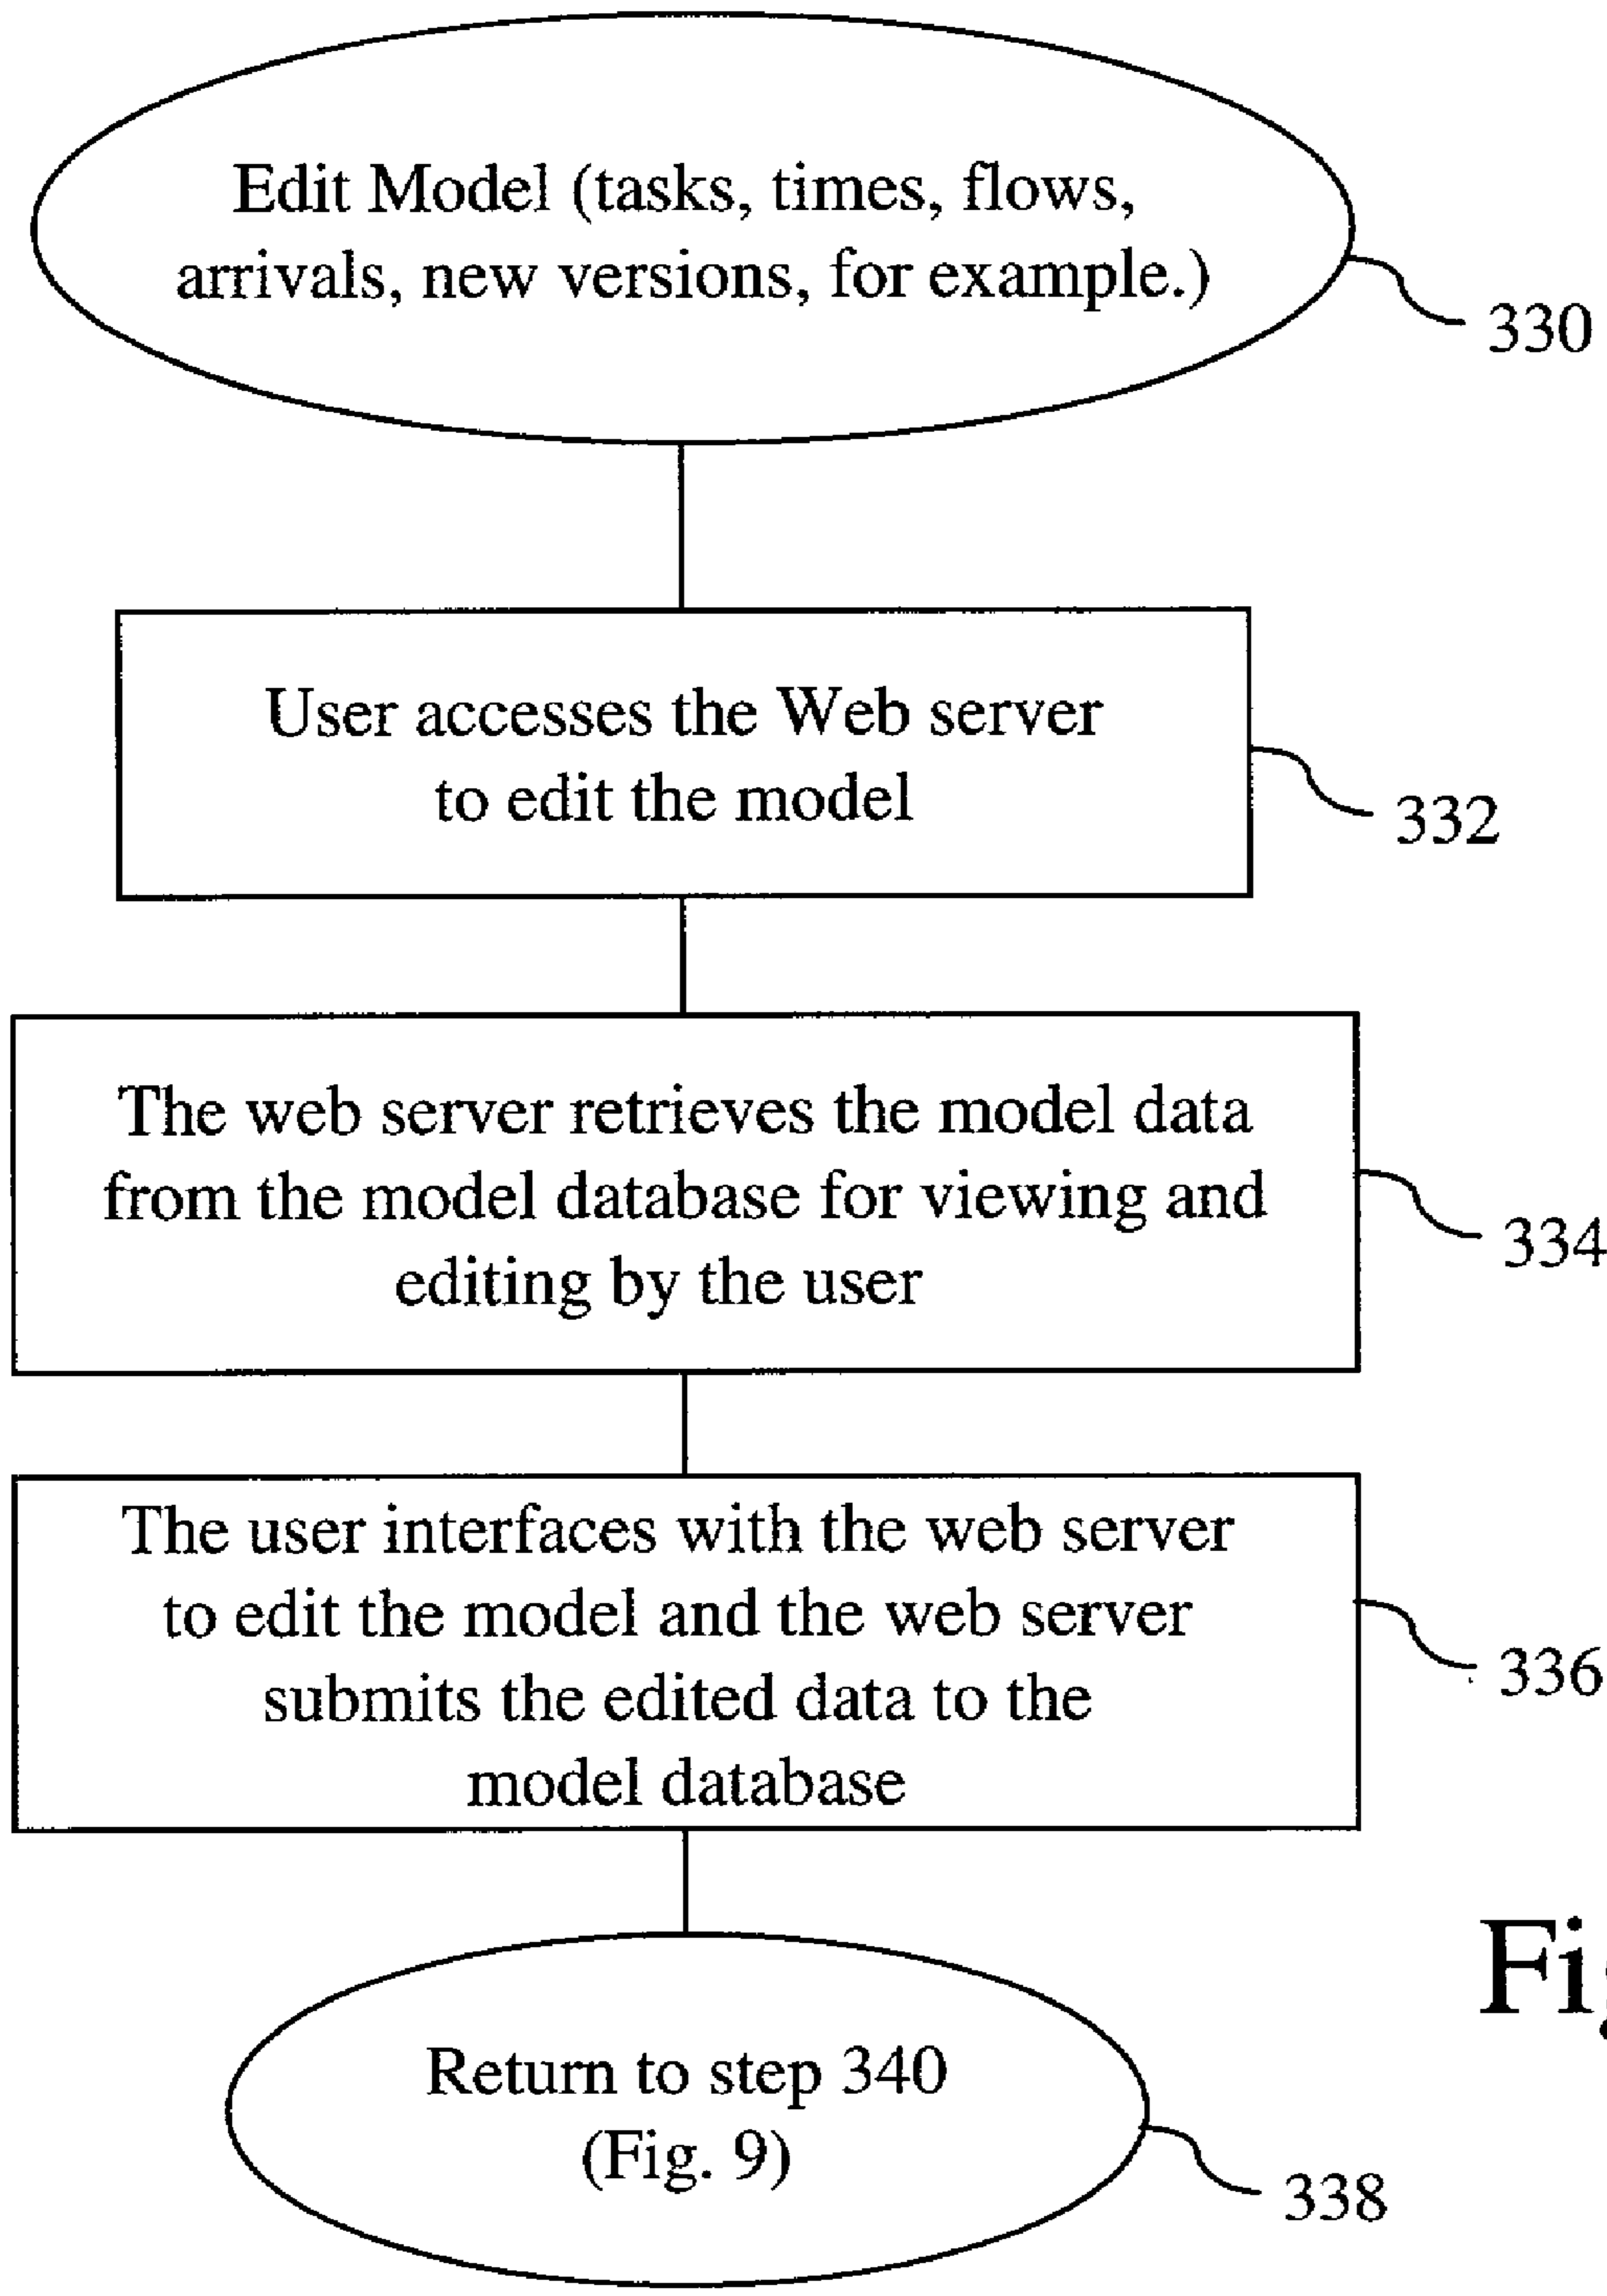 Edit Model (tasks, times, flows,
arrivals, new versions, for example.)
330
User accesses the Web server
to edit the model
332
The web server retrieves the model data
from the model database for viewing and
editing by the user
334
The user interfaces with the web server
to edit the model and the web server
submits the edited data to the
model database
336
Return to step 340
(Fig. 9)
338